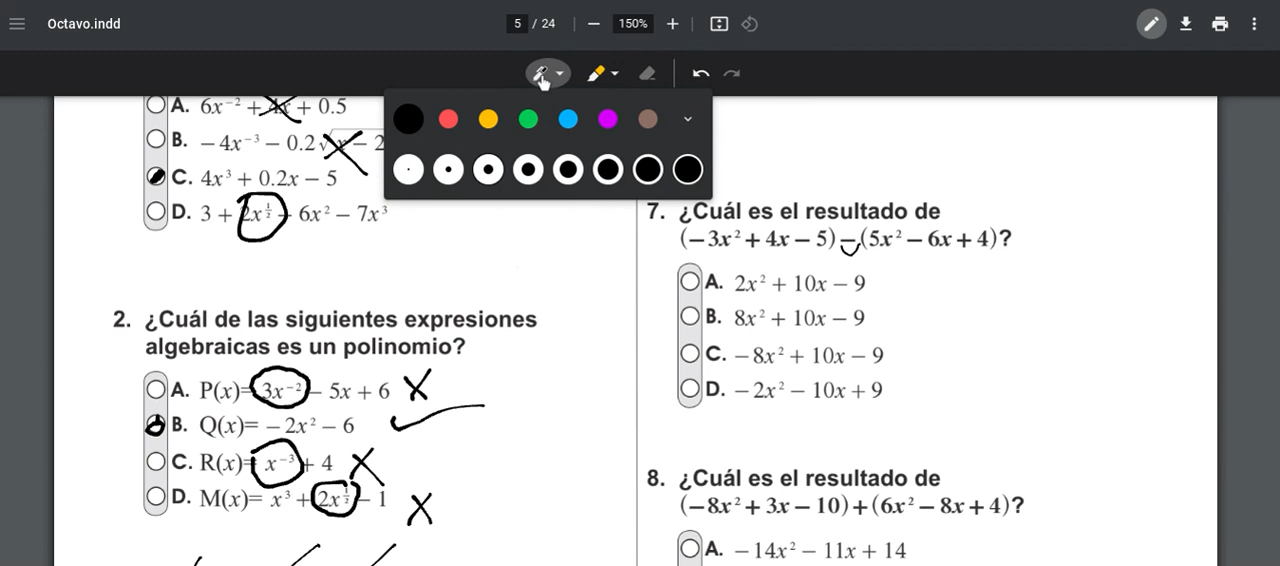 Octavo.indd
5 / 24
150%
A. 6x⁻² + 4x + 0.5
B. − 4x⁻³ − 0.2√x − 2
C. 4x³ + 0.2x − 5
D. 3 + 2x^½ − 6x² − 7x³
2. ¿Cuál de las siguientes expresiones
algebraicas es un polinomio?
A. P(x)= 3x⁻² − 5x + 6
B. Q(x)= − 2x² − 6
C. R(x)= x⁻³ + 4
D. M(x)= x³ + 2x^½ − 1
7. ¿Cuál es el resultado de
(−3x² + 4x − 5) − (5x² − 6x + 4)?
A. 2x² + 10x − 9
B. 8x² + 10x − 9
C. − 8x² + 10x − 9
D. − 2x² − 10x + 9
8. ¿Cuál es el resultado de
(−8x² + 3x − 10) + (6x² − 8x + 4)?
A. − 14x² − 11x + 14